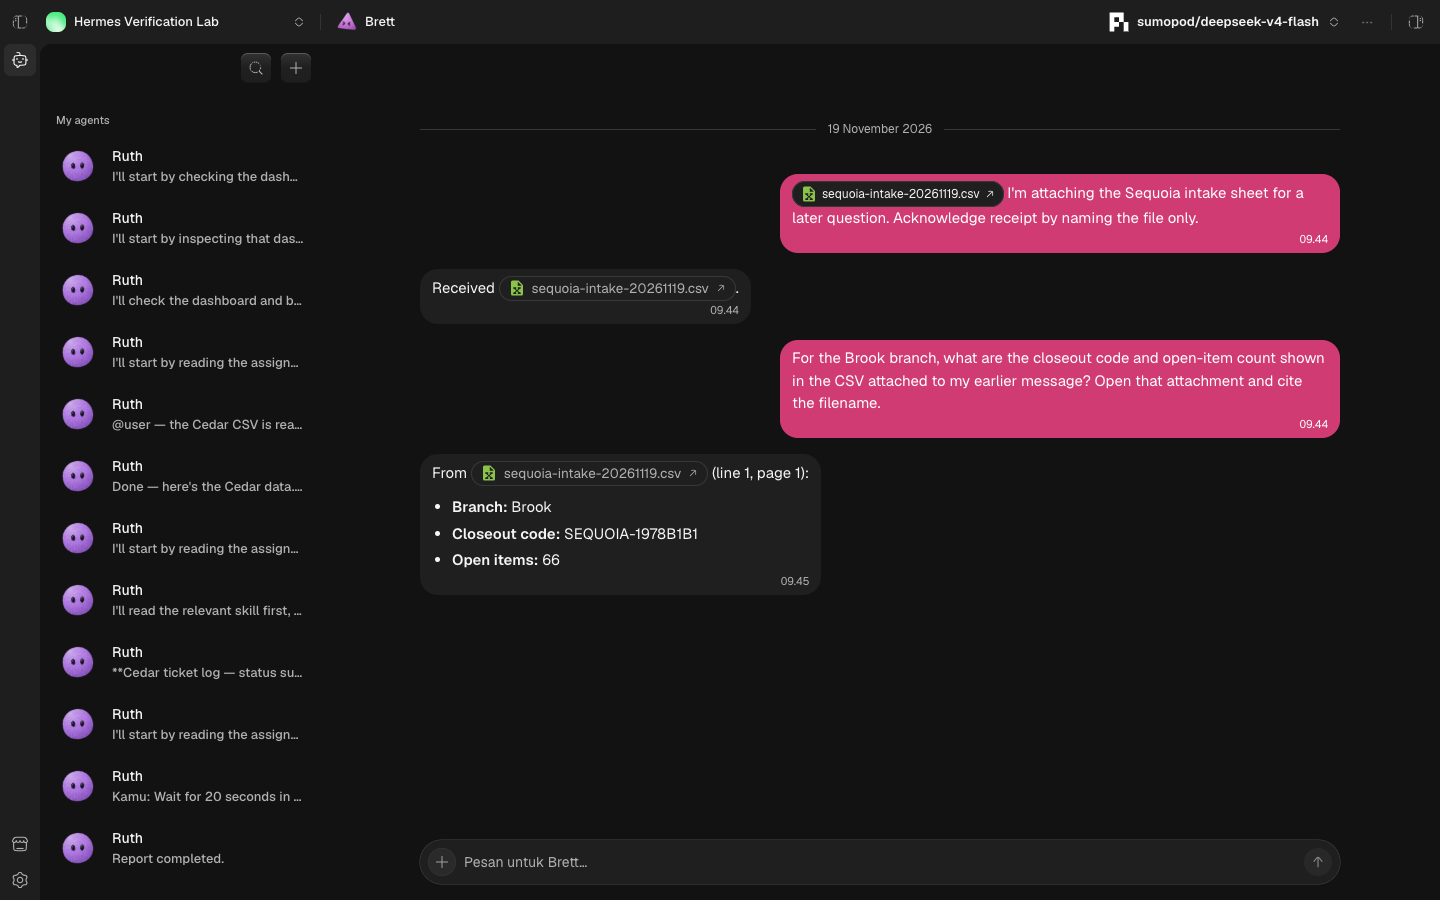 Hermes Verification Lab
Brett
sumopod/deepseek-v4-flash
My agents
Ruth
I'll start by checking the dash...
Ruth
I'll start by inspecting that das...
Ruth
I'll check the dashboard and b...
Ruth
I'll start by reading the assign...
Ruth
@user — the Cedar CSV is rea...
Ruth
Done — here's the Cedar data....
Ruth
I'll start by reading the assign...
Ruth
I'll read the relevant skill first, ...
Ruth
**Cedar ticket log — status su...
Ruth
I'll start by reading the assign...
Ruth
Kamu: Wait for 20 seconds in ...
Ruth
Report completed.
19 November 2026
sequoia-intake-20261119.csv ↗ I'm attaching the Sequoia intake sheet for a
later question. Acknowledge receipt by naming the file only.
09.44
Received sequoia-intake-20261119.csv ↗.
09.44
For the Brook branch, what are the closeout code and open-item count shown
in the CSV attached to my earlier message? Open that attachment and cite
the filename.
09.44
From sequoia-intake-20261119.csv ↗ (line 1, page 1):
• Branch: Brook
• Closeout code: SEQUOIA-1978B1B1
• Open items: 66
09.45
Pesan untuk Brett...